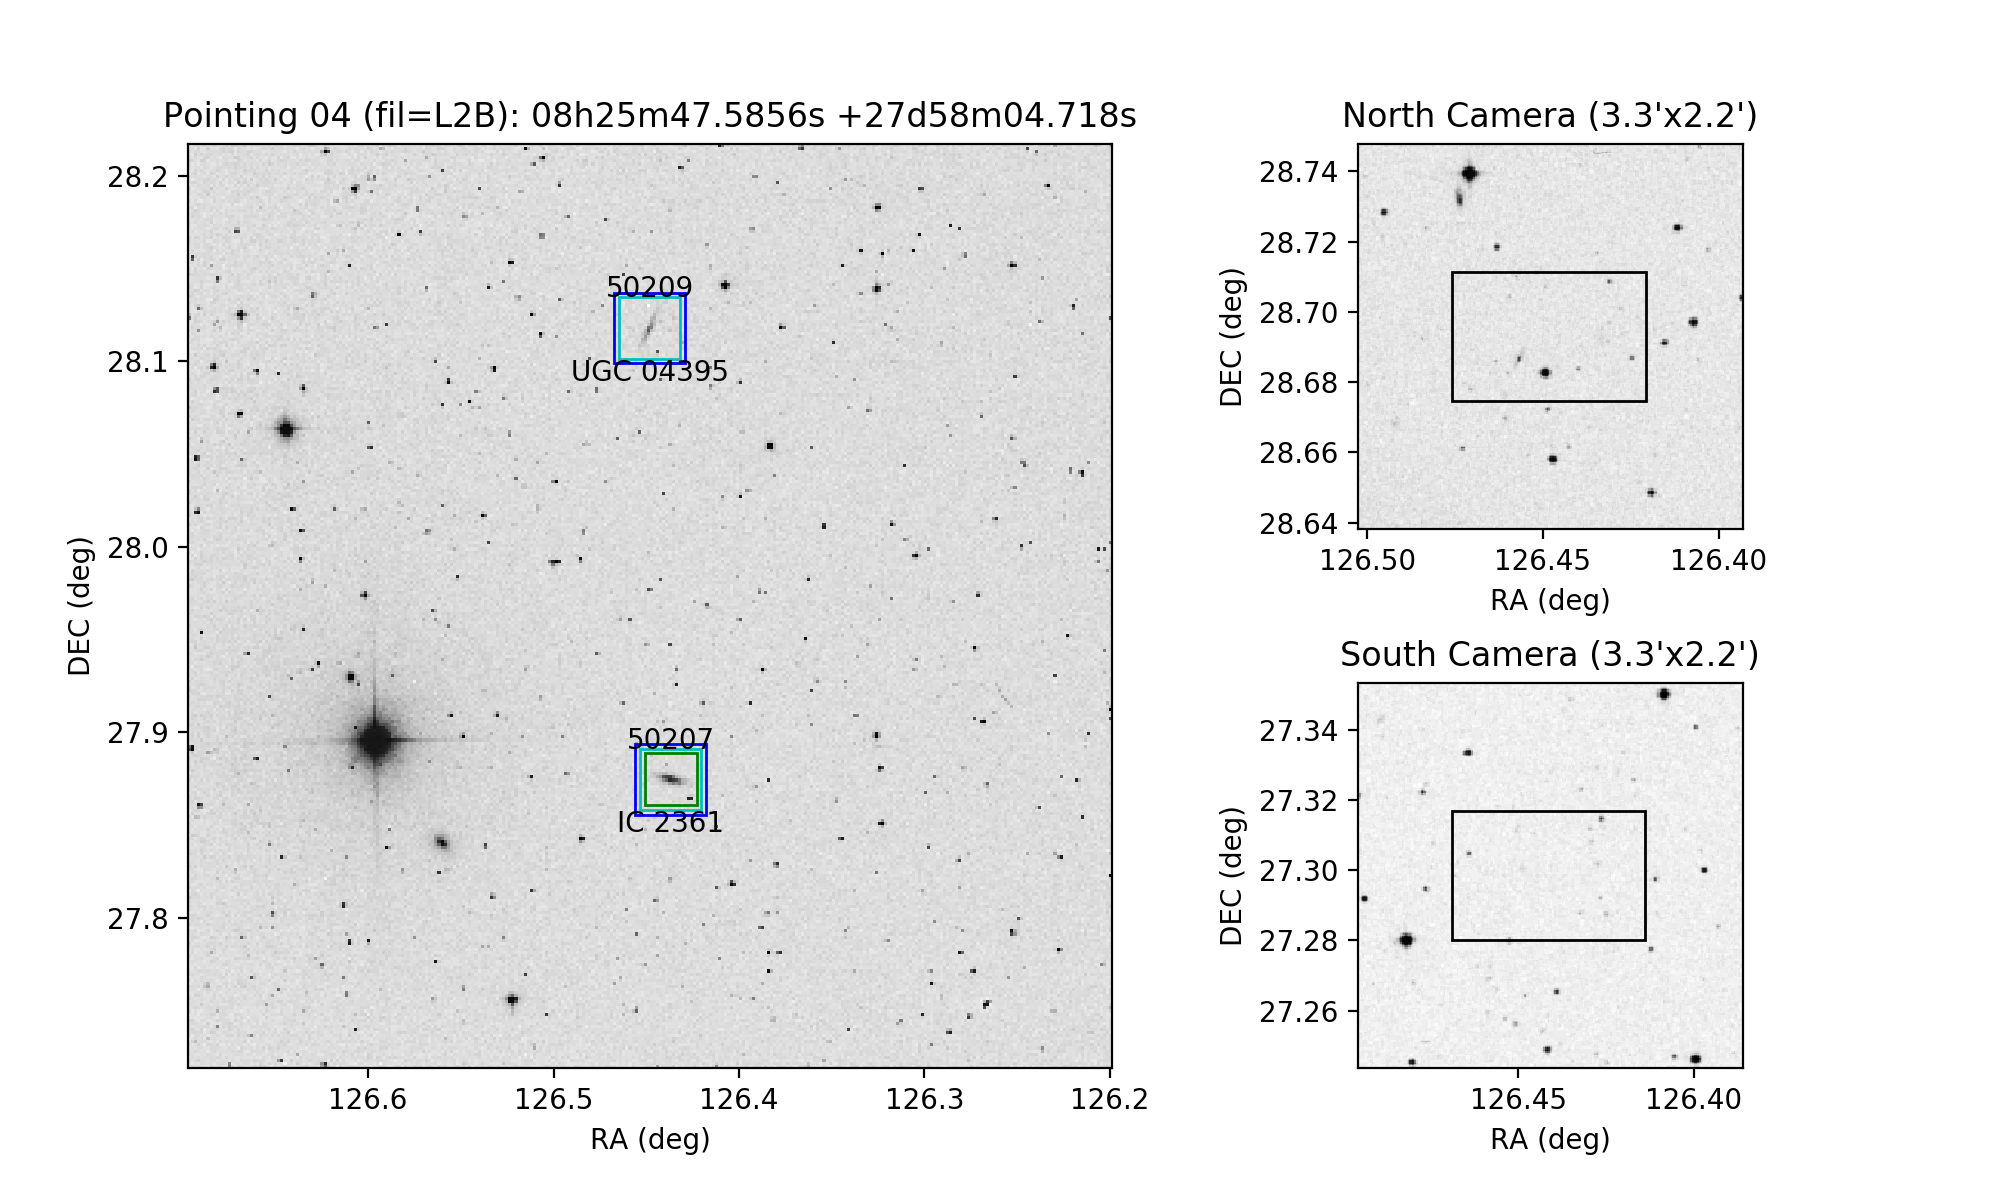 Pointing 04 (fil=L2B): 08h25m47.5856s +27d58m04.718s
28.2
28.1
28.0
27.9
27.8
DEC (deg)
50209
UGC 04395
50207
IC 2361
126.6 126.5 126.4 126.3 126.2
RA (deg)
North Camera (3.3'x2.2')
28.74
28.72
28.70
28.68
28.66
28.64
DEC (deg)
126.50 126.45 126.40
RA (deg)
South Camera (3.3'x2.2')
27.34
27.32
27.30
27.28
27.26
DEC (deg)
126.45 126.40
RA (deg)